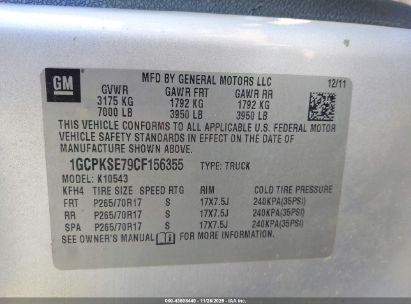 GM
MFD BY GENERAL MOTORS LLC
12/11
GVWR GAWR FRT GAWR RR
3175 KG 1792 KG 1792 KG
7000 LB 3950 LB 3950 LB
THIS VEHICLE CONFORMS TO ALL APPLICABLE U.S. FEDERAL MOTOR
VEHICLE SAFETY STANDARDS IN EFFECT ON THE DATE OF
MANUFACTURE SHOWN ABOVE.
1GCPKSE79CF156355 TYPE: TRUCK
MODEL: K10543
KFH4 TIRE SIZE SPEED RTG RIM COLD TIRE PRESSURE
FRT P265/70R17 S 17X7.5J 240KPA(35PSI)
RR P265/70R17 S 17X7.5J 240KPA(35PSI)
SPA P265/70R17 S 17X7.5J 240KPA(35PSI)
SEE OWNER'S MANUAL FOR MORE INFORMATION.